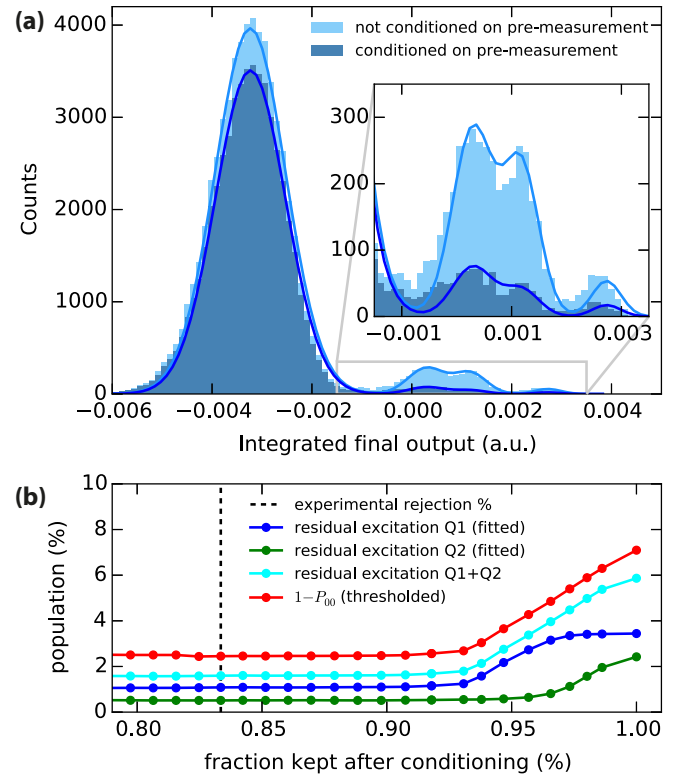 (a)
not conditioned on pre-measurement
conditioned on pre-measurement
4000
3000
2000
1000
0
Counts
300
200
100
0
−0.001 0.001 0.003
−0.006 −0.004 −0.002 0.000 0.002 0.004
Integrated final output (a.u.)
(b)
10
8
6
4
2
0
population (%)
experimental rejection %
residual excitation Q1 (fitted)
residual excitation Q2 (fitted)
residual excitation Q1+Q2
1−P₀₀ (thresholded)
0.80 0.85 0.90 0.95 1.00
fraction kept after conditioning (%)